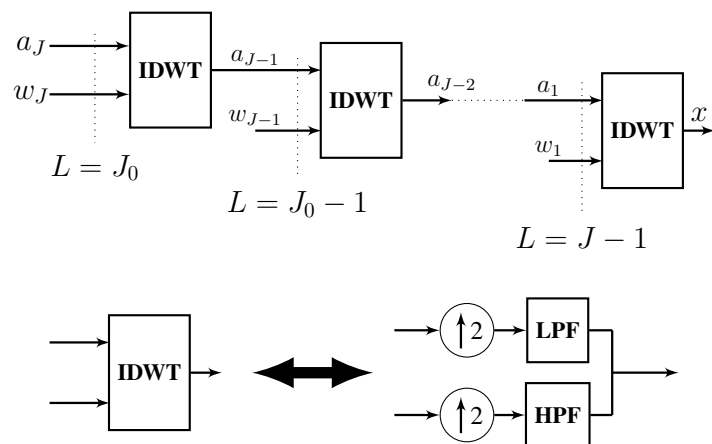 a_J
w_J
IDWT
a_{J-1}
w_{J-1}
IDWT
a_{J-2}
a_1
w_1
IDWT
x
L = J_0
L = J_0 - 1
L = J - 1
IDWT
↑2
LPF
↑2
HPF